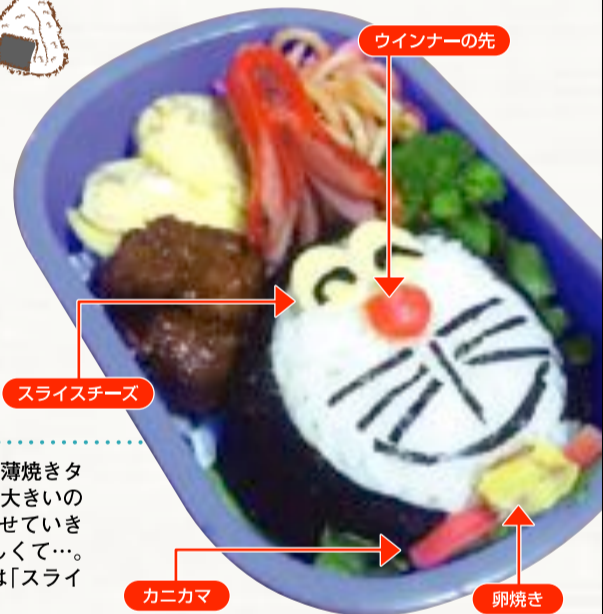 ウインナーの先
スライスチーズ
薄焼きタ
大きいの
せていき
しくて…。
は「スライ
カニカマ
卵焼き